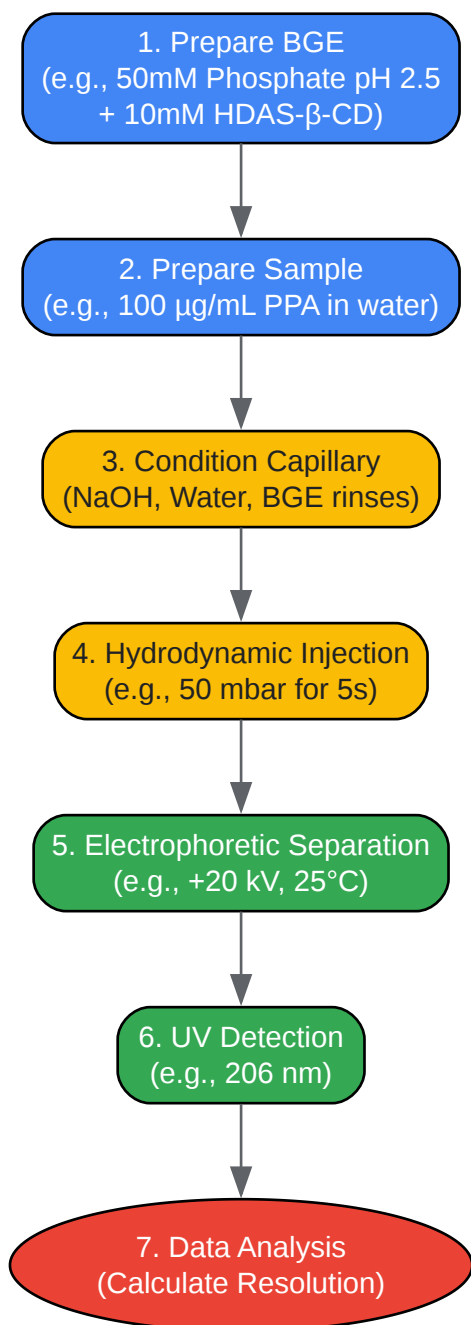 1. Prepare BGE
(e.g., 50mM Phosphate pH 2.5
+ 10mM HDAS-β-CD)
2. Prepare Sample
(e.g., 100 µg/mL PPA in water)
3. Condition Capillary
(NaOH, Water, BGE rinses)
4. Hydrodynamic Injection
(e.g., 50 mbar for 5s)
5. Electrophoretic Separation
(e.g., +20 kV, 25°C)
6. UV Detection
(e.g., 206 nm)
7. Data Analysis
(Calculate Resolution)